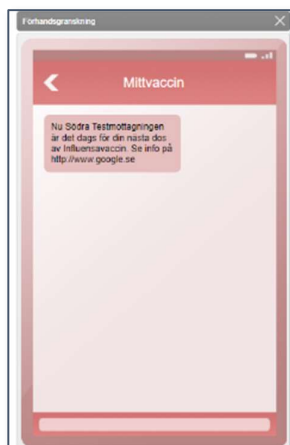 Förhandsgranskning
Mittvaccin
Nu Södra Testmottagningen
är det dags för din nästa dos
av Influensavaccin. Se info på
http://www.google.se